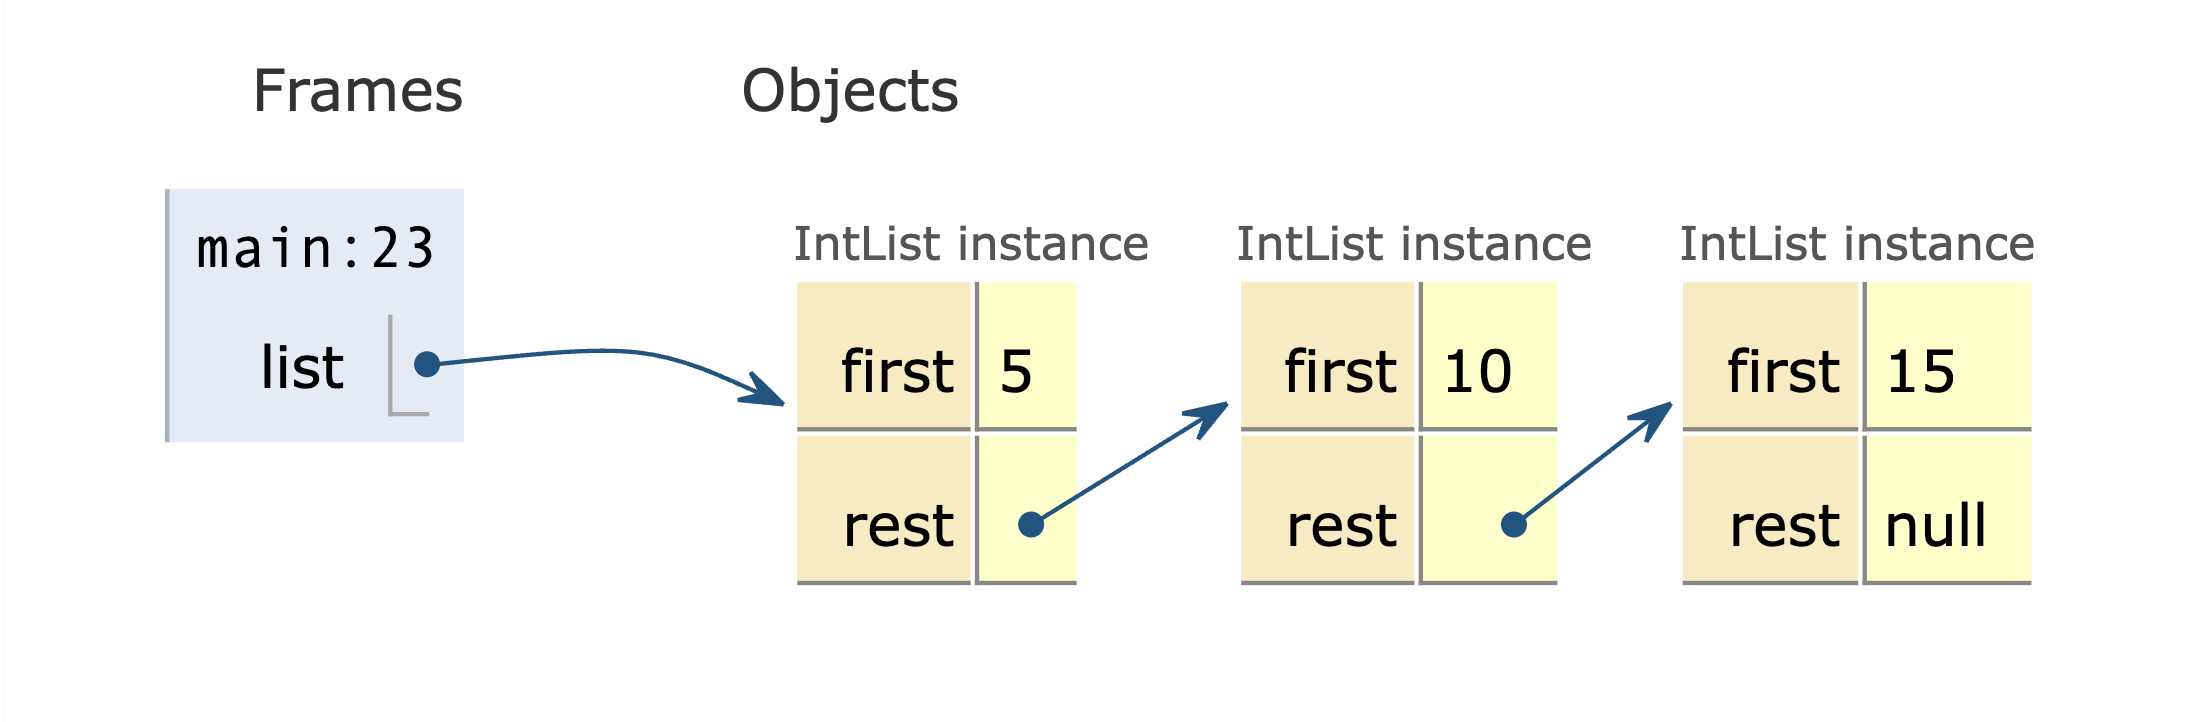 Frames
Objects
main:23
list
IntList instance
first 5
rest
IntList instance
first 10
rest
IntList instance
first 15
rest null